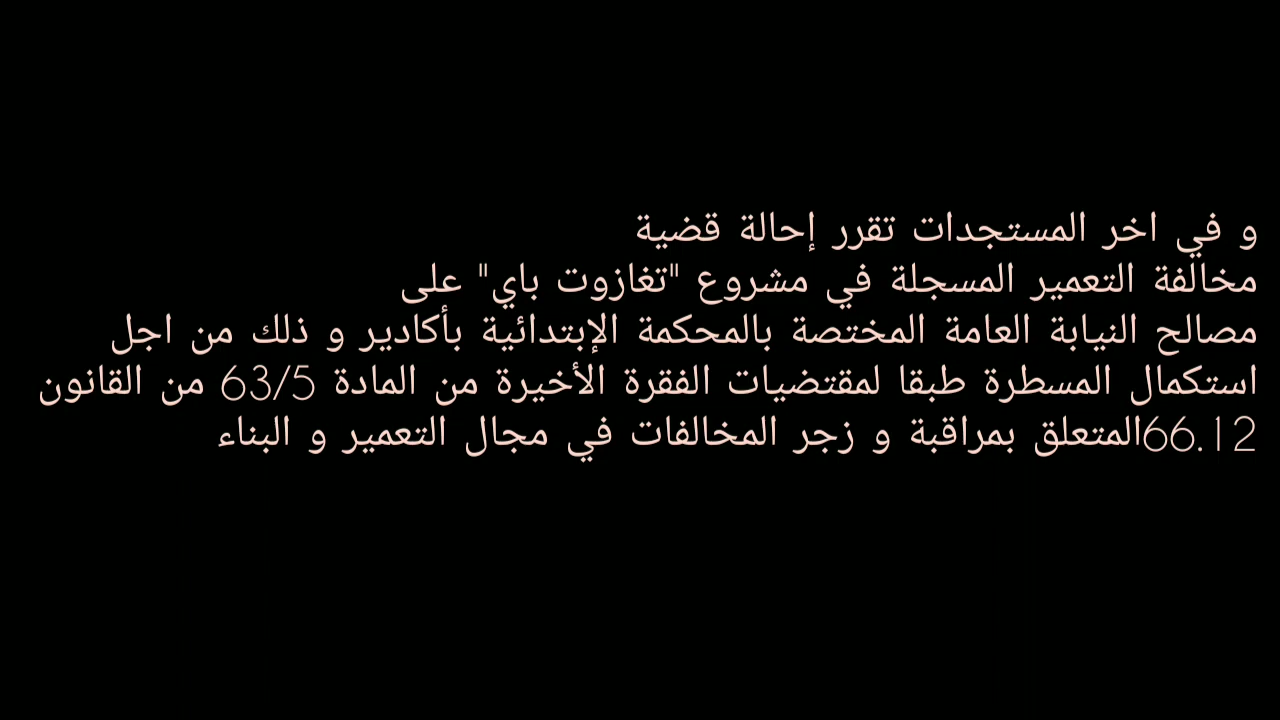 و في اخر المستجدات تقرر إحالة قضية
مخالفة التعمير المسجلة في مشروع "تغازوت باي" على
مصالح النيابة العامة المختصة بالمحكمة الإبتدائية بأكادير و ذلك من اجل
استكمال المسطرة طبقا لمقتضيات الفقرة الأخيرة من المادة 63/5 من القانون
66.12المتعلق بمراقبة و زجر المخالفات في مجال التعمير و البناء